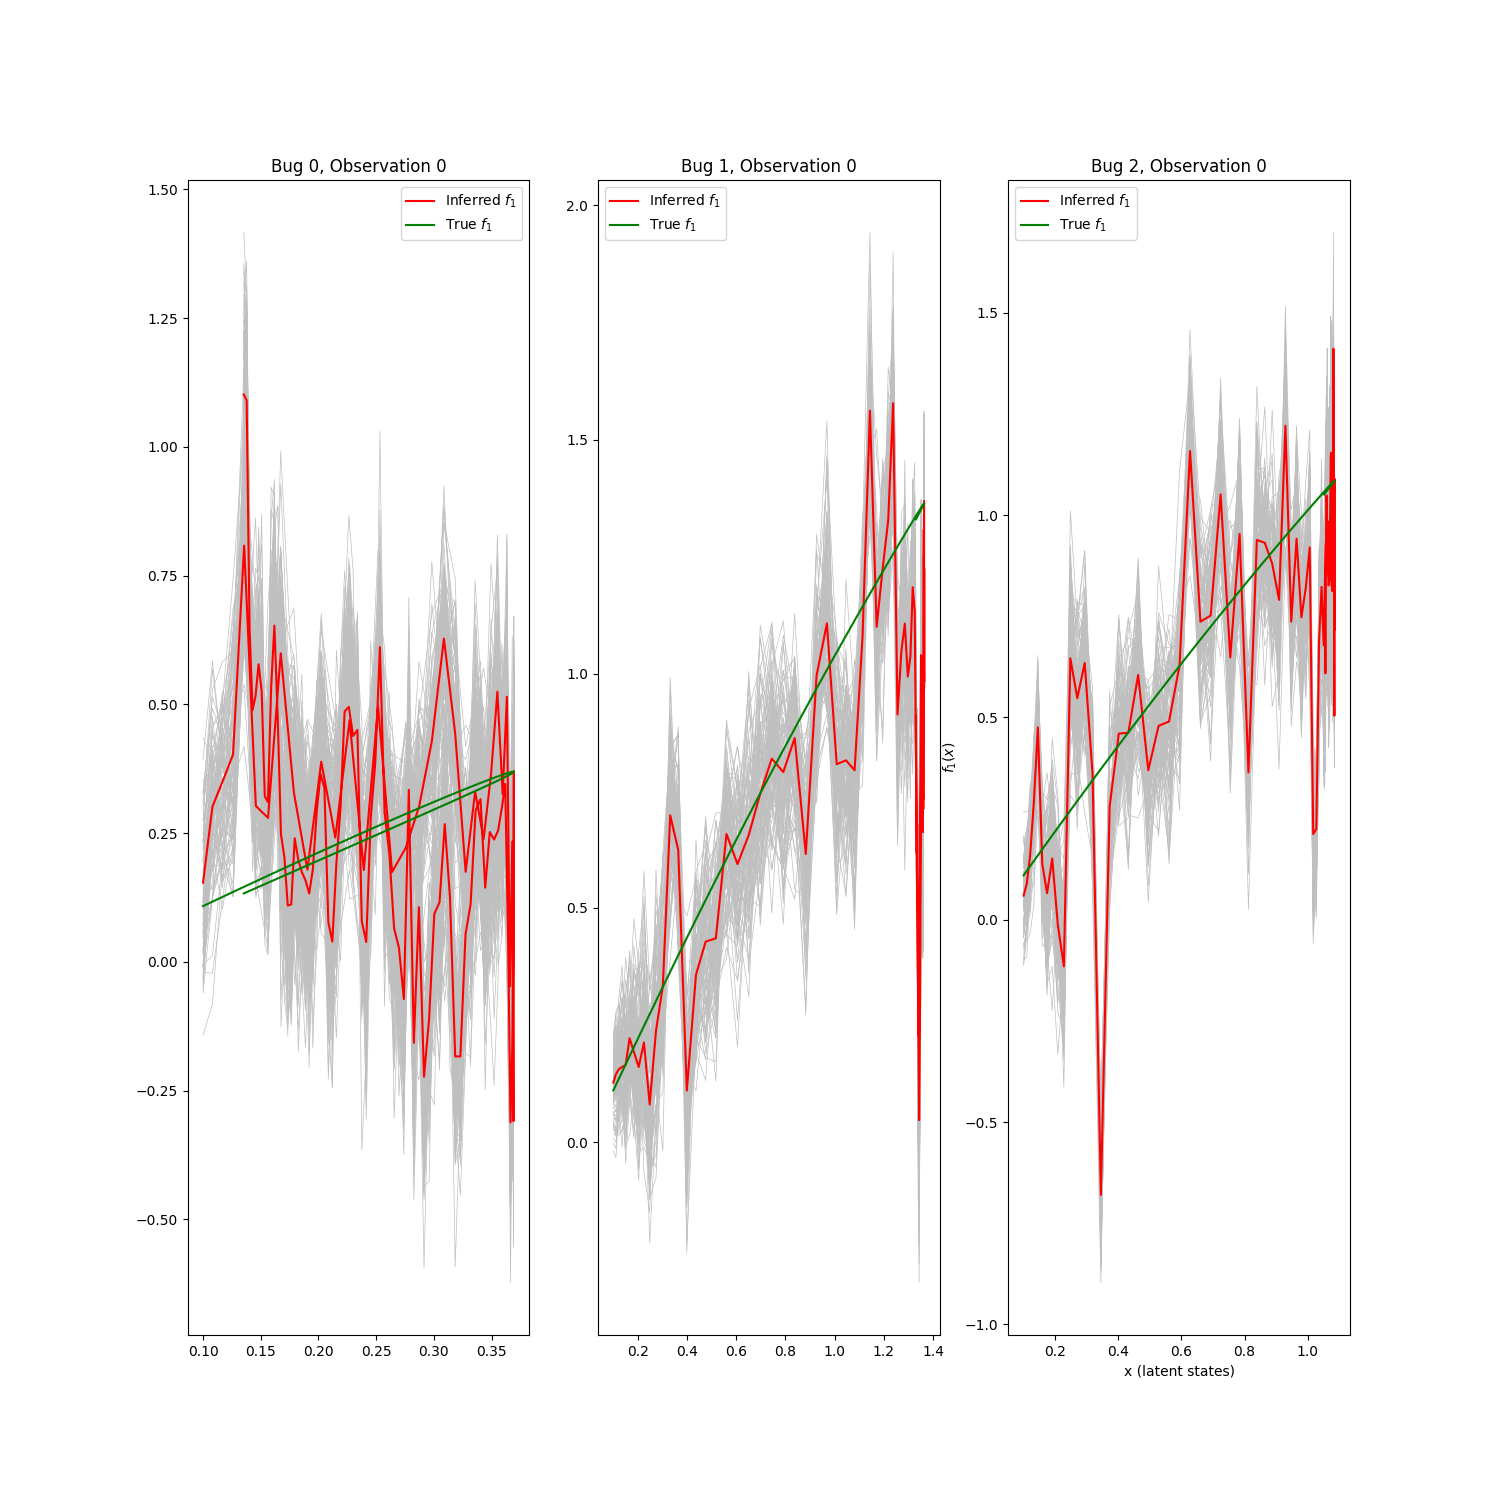 Bug 0, Observation 0
Inferred f₁
True f₁
1.50
1.25
1.00
0.75
0.50
0.25
0.00
−0.25
−0.50
0.10 0.15 0.20 0.25 0.30 0.35
Bug 1, Observation 0
Inferred f₁
True f₁
2.0
1.5
1.0
0.5
0.0
0.2 0.4 0.6 0.8 1.0 1.2 1.4
Bug 2, Observation 0
Inferred f₁
True f₁
f₁(x)
1.5
1.0
0.5
0.0
−0.5
−1.0
0.2 0.4 0.6 0.8 1.0
x (latent states)